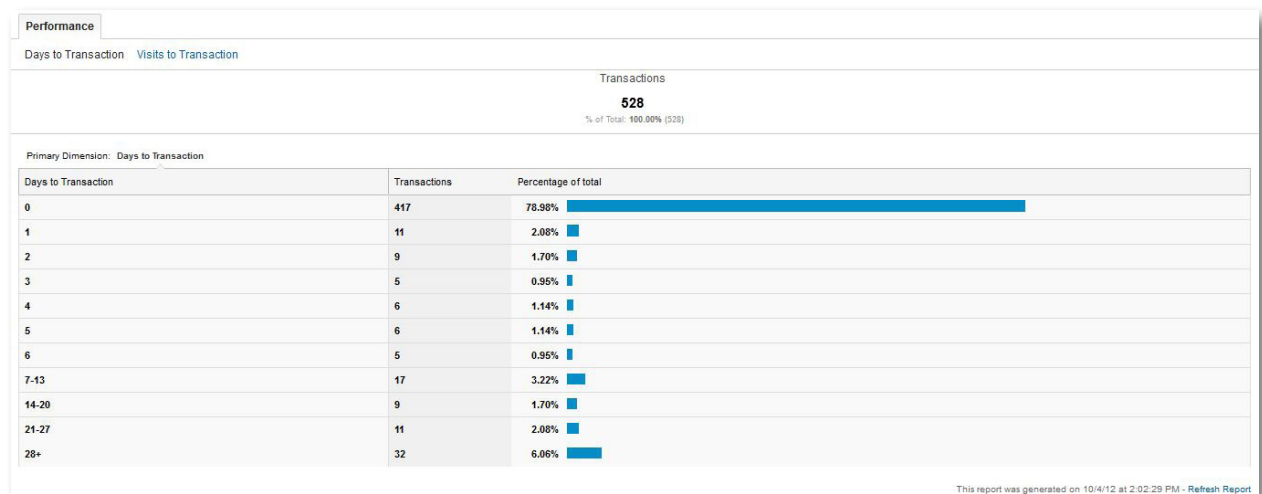 Performance
Days to Transaction Visits to Transaction
Transactions
528
% of Total: 100.00% (528)
Primary Dimension: Days to Transaction
Days to Transaction Transactions Percentage of total
0 417 78.98%
1 11 2.08%
2 9 1.70%
3 5 0.95%
4 6 1.14%
5 6 1.14%
6 5 0.95%
7-13 17 3.22%
14-20 9 1.70%
21-27 11 2.08%
28+ 32 6.06%
This report was generated on 10/4/12 at 2:02:29 PM - Refresh Report